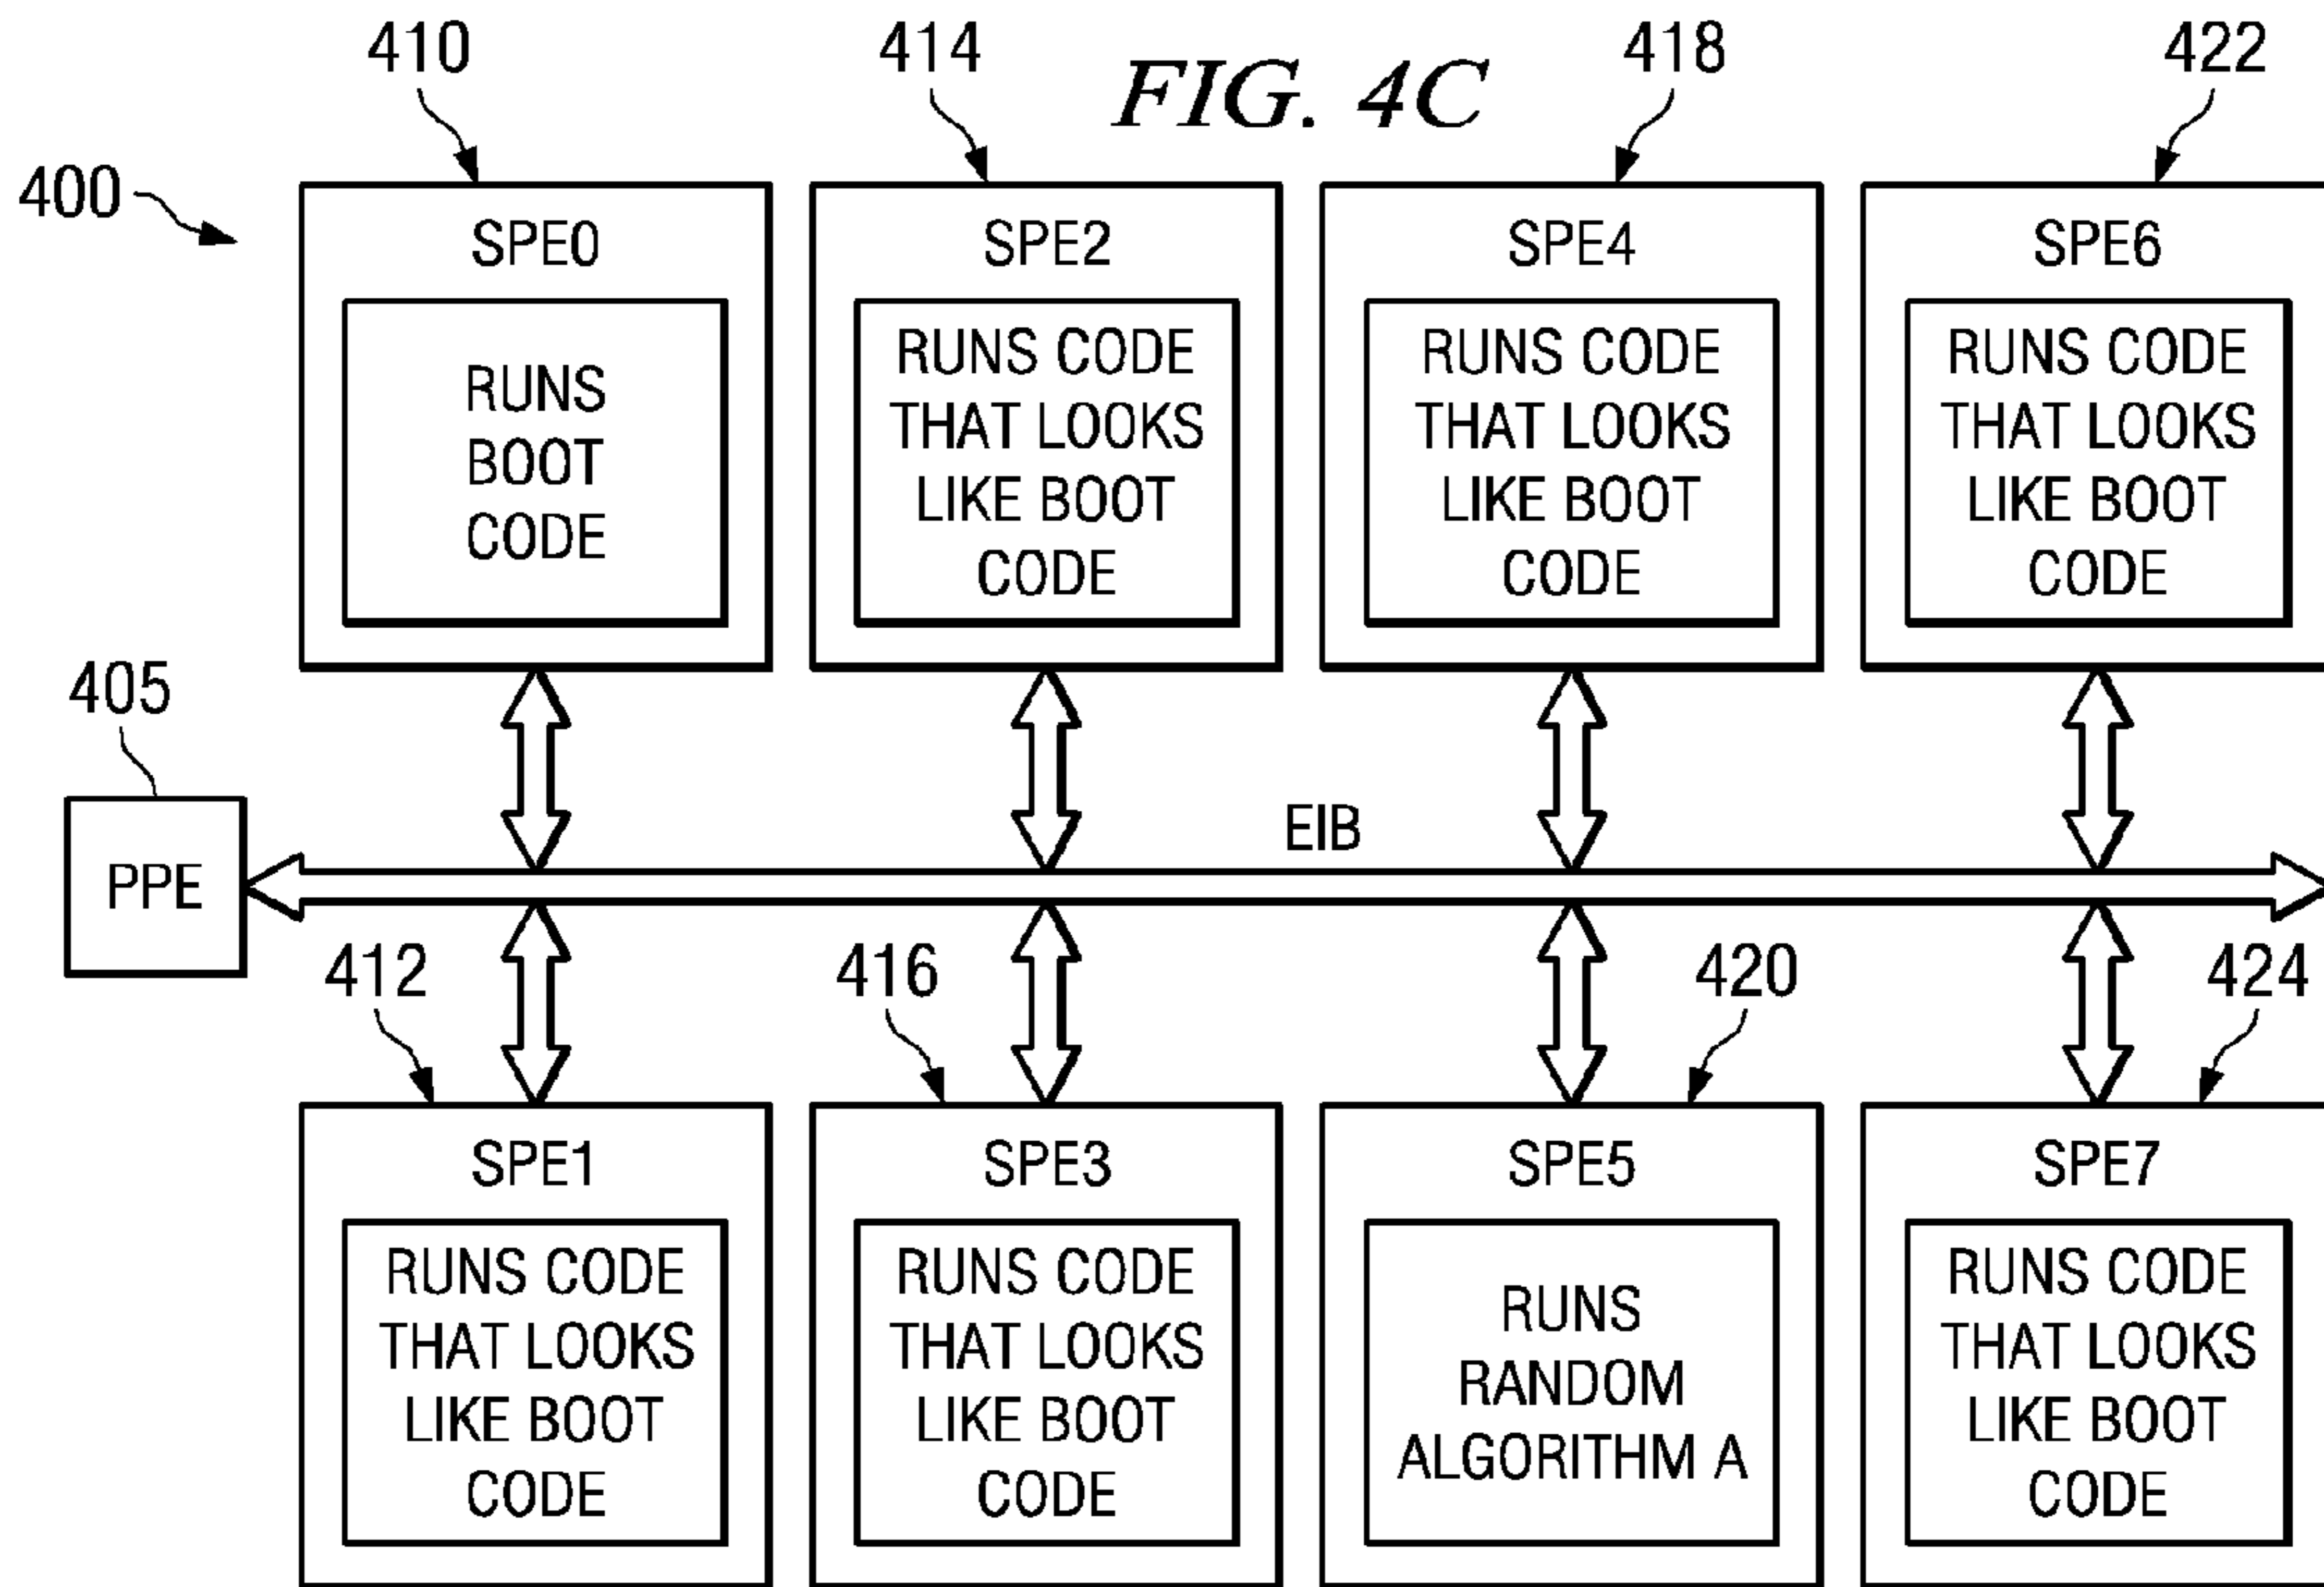 410
414
FIG. 4C
418
422
400
SPE0
RUNS
BOOT
CODE
SPE2
RUNS CODE
THAT LOOKS
LIKE BOOT
CODE
SPE4
RUNS CODE
THAT LOOKS
LIKE BOOT
CODE
SPE6
RUNS CODE
THAT LOOKS
LIKE BOOT
CODE
405
PPE
EIB
412
416
420
424
SPE1
RUNS CODE
THAT LOOKS
LIKE BOOT
CODE
SPE3
RUNS CODE
THAT LOOKS
LIKE BOOT
CODE
SPE5
RUNS
RANDOM
ALGORITHM A
SPE7
RUNS CODE
THAT LOOKS
LIKE BOOT
CODE